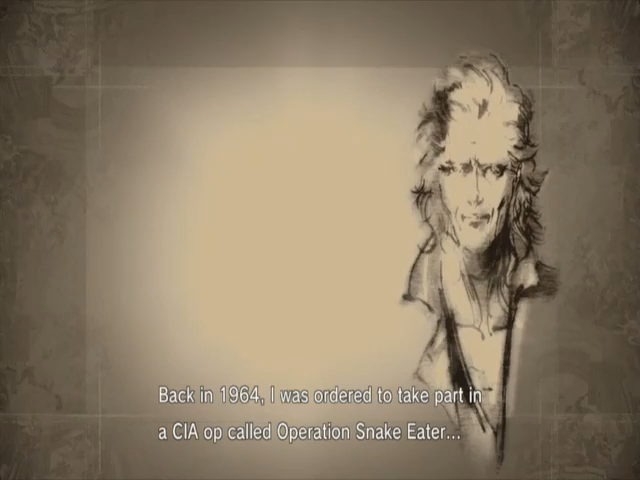 Back in 1964, I was ordered to take part in
a CIA op called Operation Snake Eater...